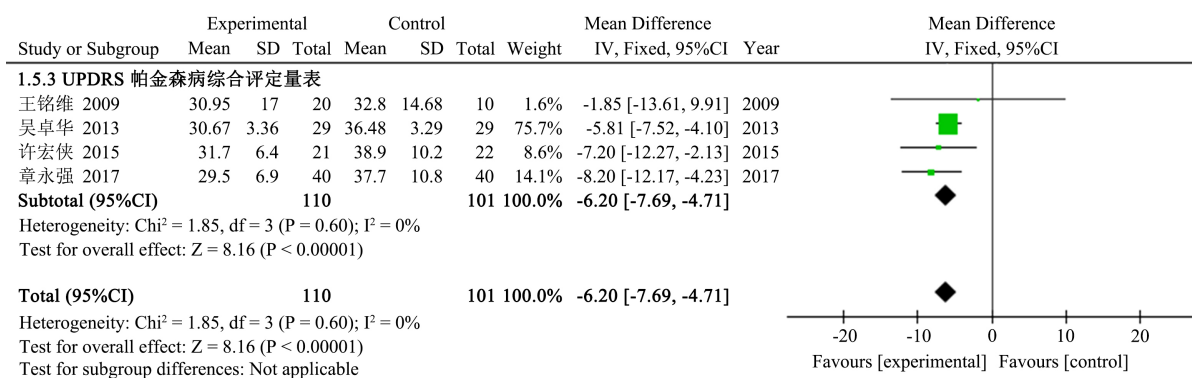 Experimental Control Mean Difference Mean Difference
Study or Subgroup Mean SD Total Mean SD Total Weight IV, Fixed, 95%CI Year IV, Fixed, 95%CI
1.5.3 UPDRS 帕金森病综合评定量表
王铭维 2009 30.95 17 20 32.8 14.68 10 1.6% -1.85 [-13.61, 9.91] 2009
吴卓华 2013 30.67 3.36 29 36.48 3.29 29 75.7% -5.81 [-7.52, -4.10] 2013
许宏侠 2015 31.7 6.4 21 38.9 10.2 22 8.6% -7.20 [-12.27, -2.13] 2015
章永强 2017 29.5 6.9 40 37.7 10.8 40 14.1% -8.20 [-12.17, -4.23] 2017
Subtotal (95%CI) 110 101 100.0% -6.20 [-7.69, -4.71]
Heterogeneity: Chi² = 1.85, df = 3 (P = 0.60); I² = 0%
Test for overall effect: Z = 8.16 (P < 0.00001)
Total (95%CI) 110 101 100.0% -6.20 [-7.69, -4.71]
Heterogeneity: Chi² = 1.85, df = 3 (P = 0.60); I² = 0%
Test for overall effect: Z = 8.16 (P < 0.00001)
Test for subgroup differences: Not applicable
-20 -10 0 10 20
Favours [experimental] Favours [control]